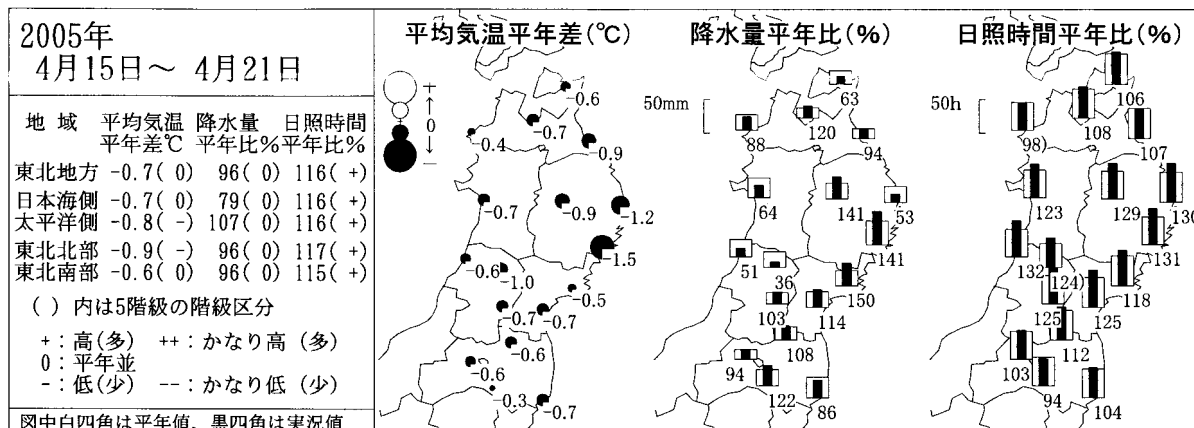 2005年
4月15日～ 4月21日
地 域 平均気温 降水量 日照時間
平年差℃ 平年比% 平年比%
東北地方 -0.7( 0) 96( 0) 116( +)
日本海側 -0.7( 0) 79( 0) 116( +)
太平洋側 -0.8( -) 107( 0) 116( +)
東北北部 -0.9( -) 96( 0) 117( +)
東北南部 -0.6( 0) 96( 0) 115( +)
( ) 内は5階級の階級区分
+：高(多) ++：かなり高 (多)
0：平年並
-：低(少) --：かなり低 (少)
図中白四角は平年値、黒四角は実況値
平均気温平年差(℃)
+
↑
0
↓
-
-0.6
-0.7
-0.4
-0.9
-0.7
-0.9
-1.2
-1.5
-0.6
-1.0
-0.5
-0.7
-0.7
-0.6
-0.6
-0.3
-0.7
降水量平年比(%)
50mm
63
120
88
94
64
141
53
141
51
36
150
103
114
108
94
122
86
日照時間平年比(%)
50h
106
108
98)
107
123
129
130
131
132
124)
118
125
125
112
103
94
104